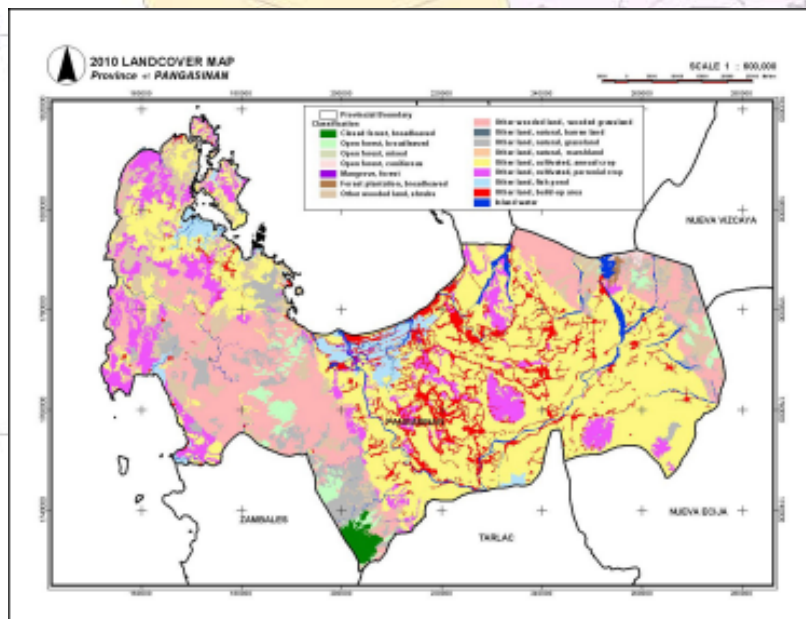 2010 LANDCOVER MAP
Province of PANGASINAN
SCALE 1 : 600,000
Provincial Boundary
Classification
Closed forest, broadleaved
Open forest, broadleaved
Open forest, mixed
Open forest, coniferous
Mangrove, forest
Forest plantation, broadleaved
Other wooded land, shrubs
Other wooded land, wooded grassland
Other land, natural, barren land
Other land, natural, grassland
Other land, natural, marshland
Other land, cultivated, annual crop
Other land, cultivated, perennial crop
Other land, fish pond
Other land, built-up area
Inland water
NUEVA VIZCAYA
PANGASINAN
ZAMBALES
TARLAC
NUEVA ECIJA